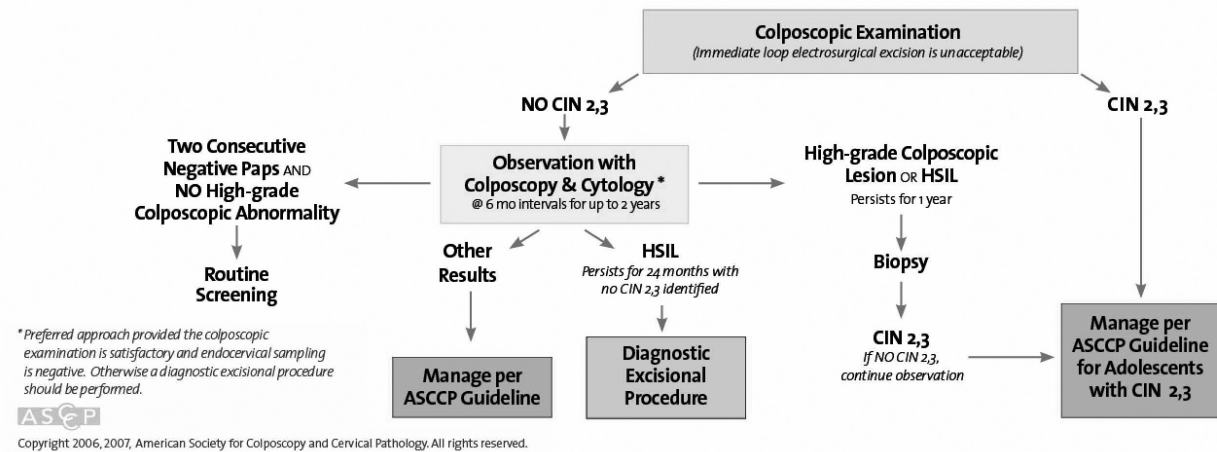 Colposcopic Examination
(Immediate loop electrosurgical excision is unacceptable)
NO CIN 2,3
CIN 2,3
Two Consecutive
Negative Paps AND
NO High-grade
Colposcopic Abnormality
Observation with
Colposcopy & Cytology *
@ 6 mo intervals for up to 2 years
High-grade Colposcopic
Lesion OR HSIL
Persists for 1 year
Routine
Screening
Other
Results
HSIL
Persists for 24 months with
no CIN 2,3 identified
Biopsy
CIN 2,3
If NO CIN 2,3,
continue observation
Manage per
ASCCP Guideline
Diagnostic
Excisional
Procedure
Manage per
ASCCP Guideline
for Adolescents
with CIN 2,3
* Preferred approach provided the colposcopic
examination is satisfactory and endocervical sampling
is negative. Otherwise a diagnostic excisional procedure
should be performed.
ASCCP
Copyright 2006, 2007, American Society for Colposcopy and Cervical Pathology. All rights reserved.